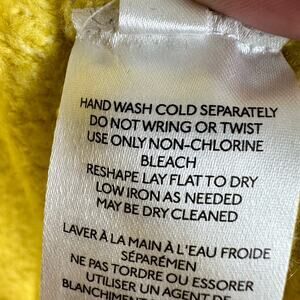 HAND WASH COLD SEPARATELY
DO NOT WRING OR TWIST
USE ONLY NON-CHLORINE
BLEACH
RESHAPE LAY FLAT TO DRY
LOW IRON AS NEEDED
MAY BE DRY CLEANED
LAVER À LA MAIN À L'EAU FROIDE
SÉPARÉMEN
NE PAS TORDRE OU ESSORER
UTILISER UN AGENT DE
BLANCHIMENT